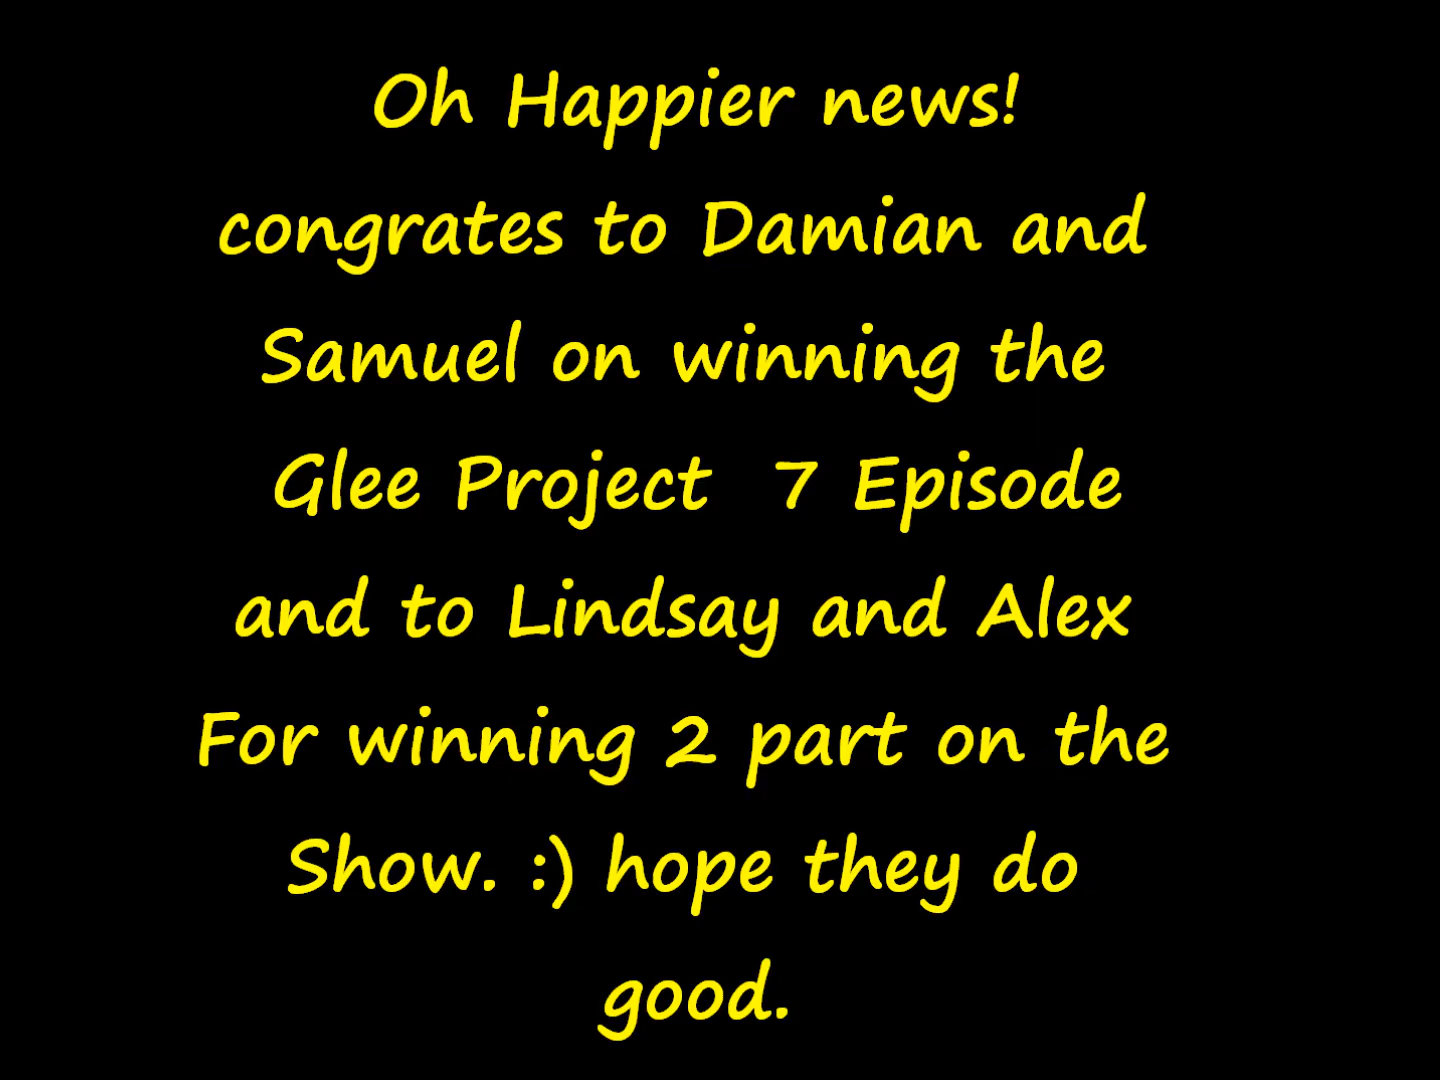 Oh Happier news!
congrates to Damian and
Samuel on winning the
Glee Project  7 Episode
and to Lindsay and Alex
For winning 2 part on the
Show. :) hope they do
good.